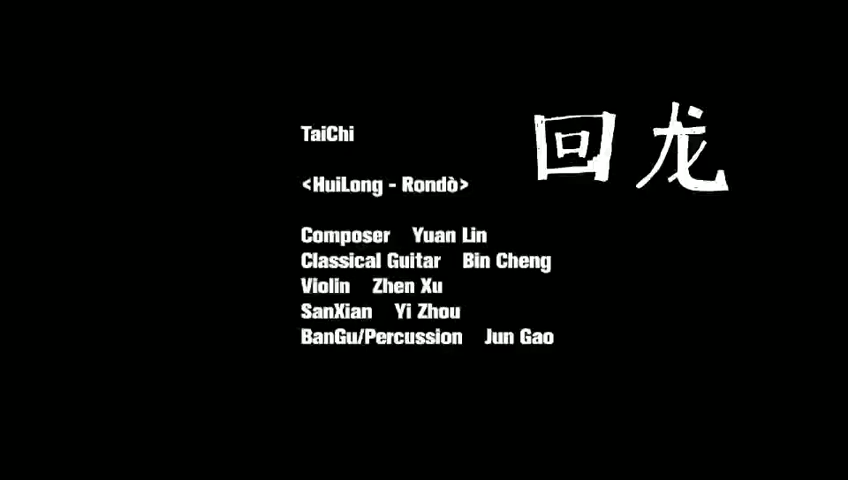 TaiChi
回龙
<HuiLong - Rondò>
Composer Yuan Lin
Classical Guitar Bin Cheng
Violin Zhen Xu
SanXian Yi Zhou
BanGu/Percussion Jun Gao